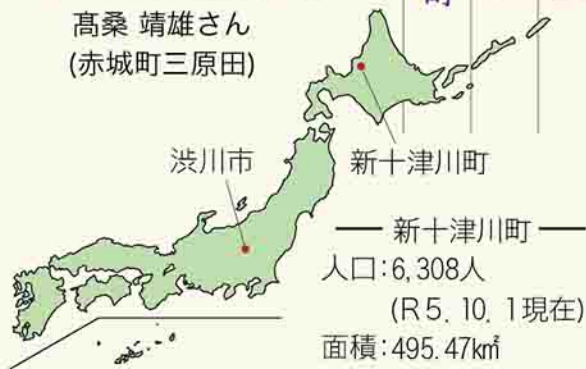 町
髙桑 靖雄さん
(赤城町三原田)
渋川市
新十津川町
新十津川町
人口:6,308人
(R5.10.1現在)
面積:495.47㎢